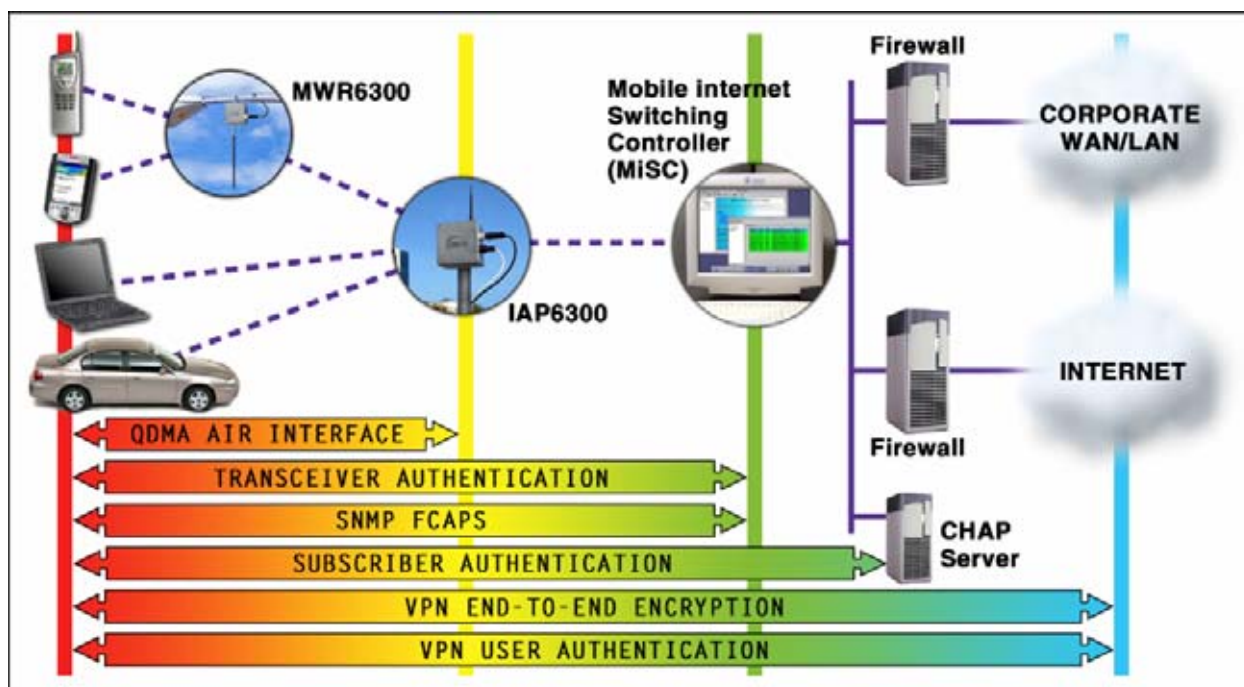 MWR6300
IAP6300
Mobile internet
Switching
Controller
(MiSC)
Firewall
CORPORATE
WAN/LAN
INTERNET
Firewall
CHAP
Server
QDMA AIR INTERFACE
TRANSCEIVER AUTHENTICATION
SNMP FCAPS
SUBSCRIBER AUTHENTICATION
VPN END-TO-END ENCRYPTION
VPN USER AUTHENTICATION